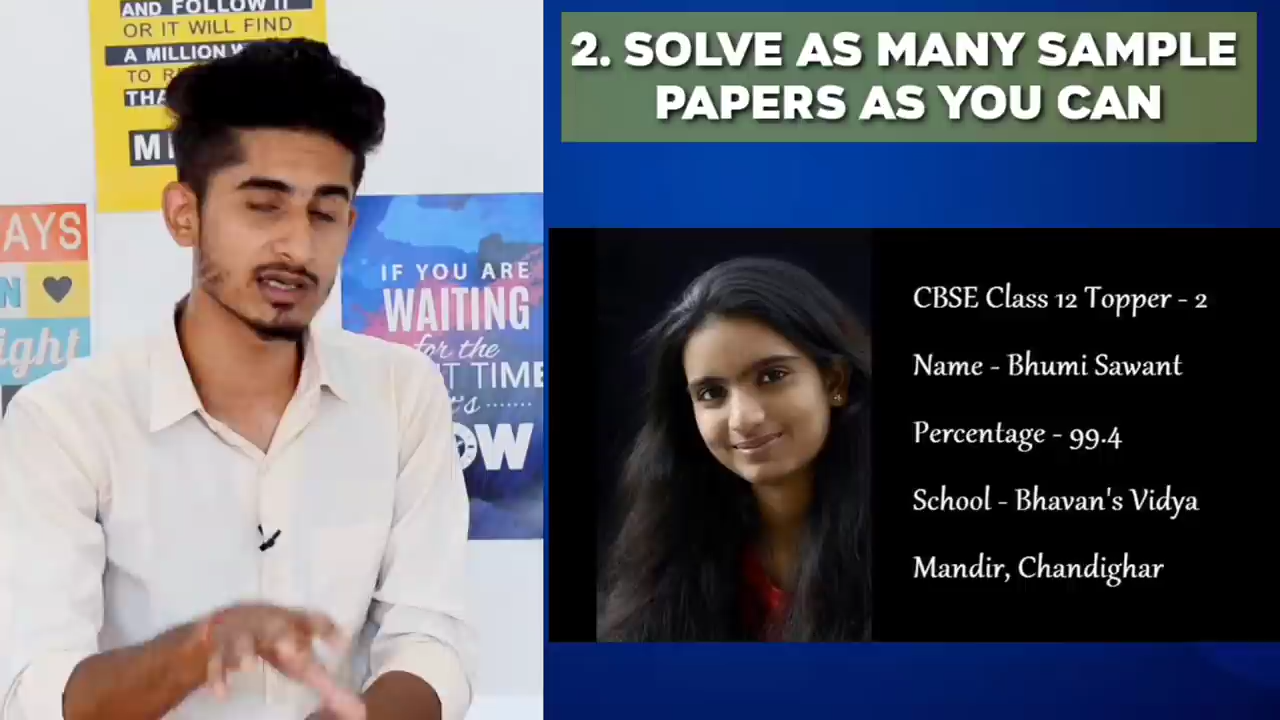 AND FOLLOW IT
OR IT WILL FIND
A MILLION
TO
MI
AYS
N
ight
IF YOU ARE
WAITING
for the
TIME
NOW
2. SOLVE AS MANY SAMPLE
PAPERS AS YOU CAN
CBSE Class 12 Topper - 2
Name - Bhumi Sawant
Percentage - 99.4
School - Bhavan's Vidya
Mandir, Chandighar